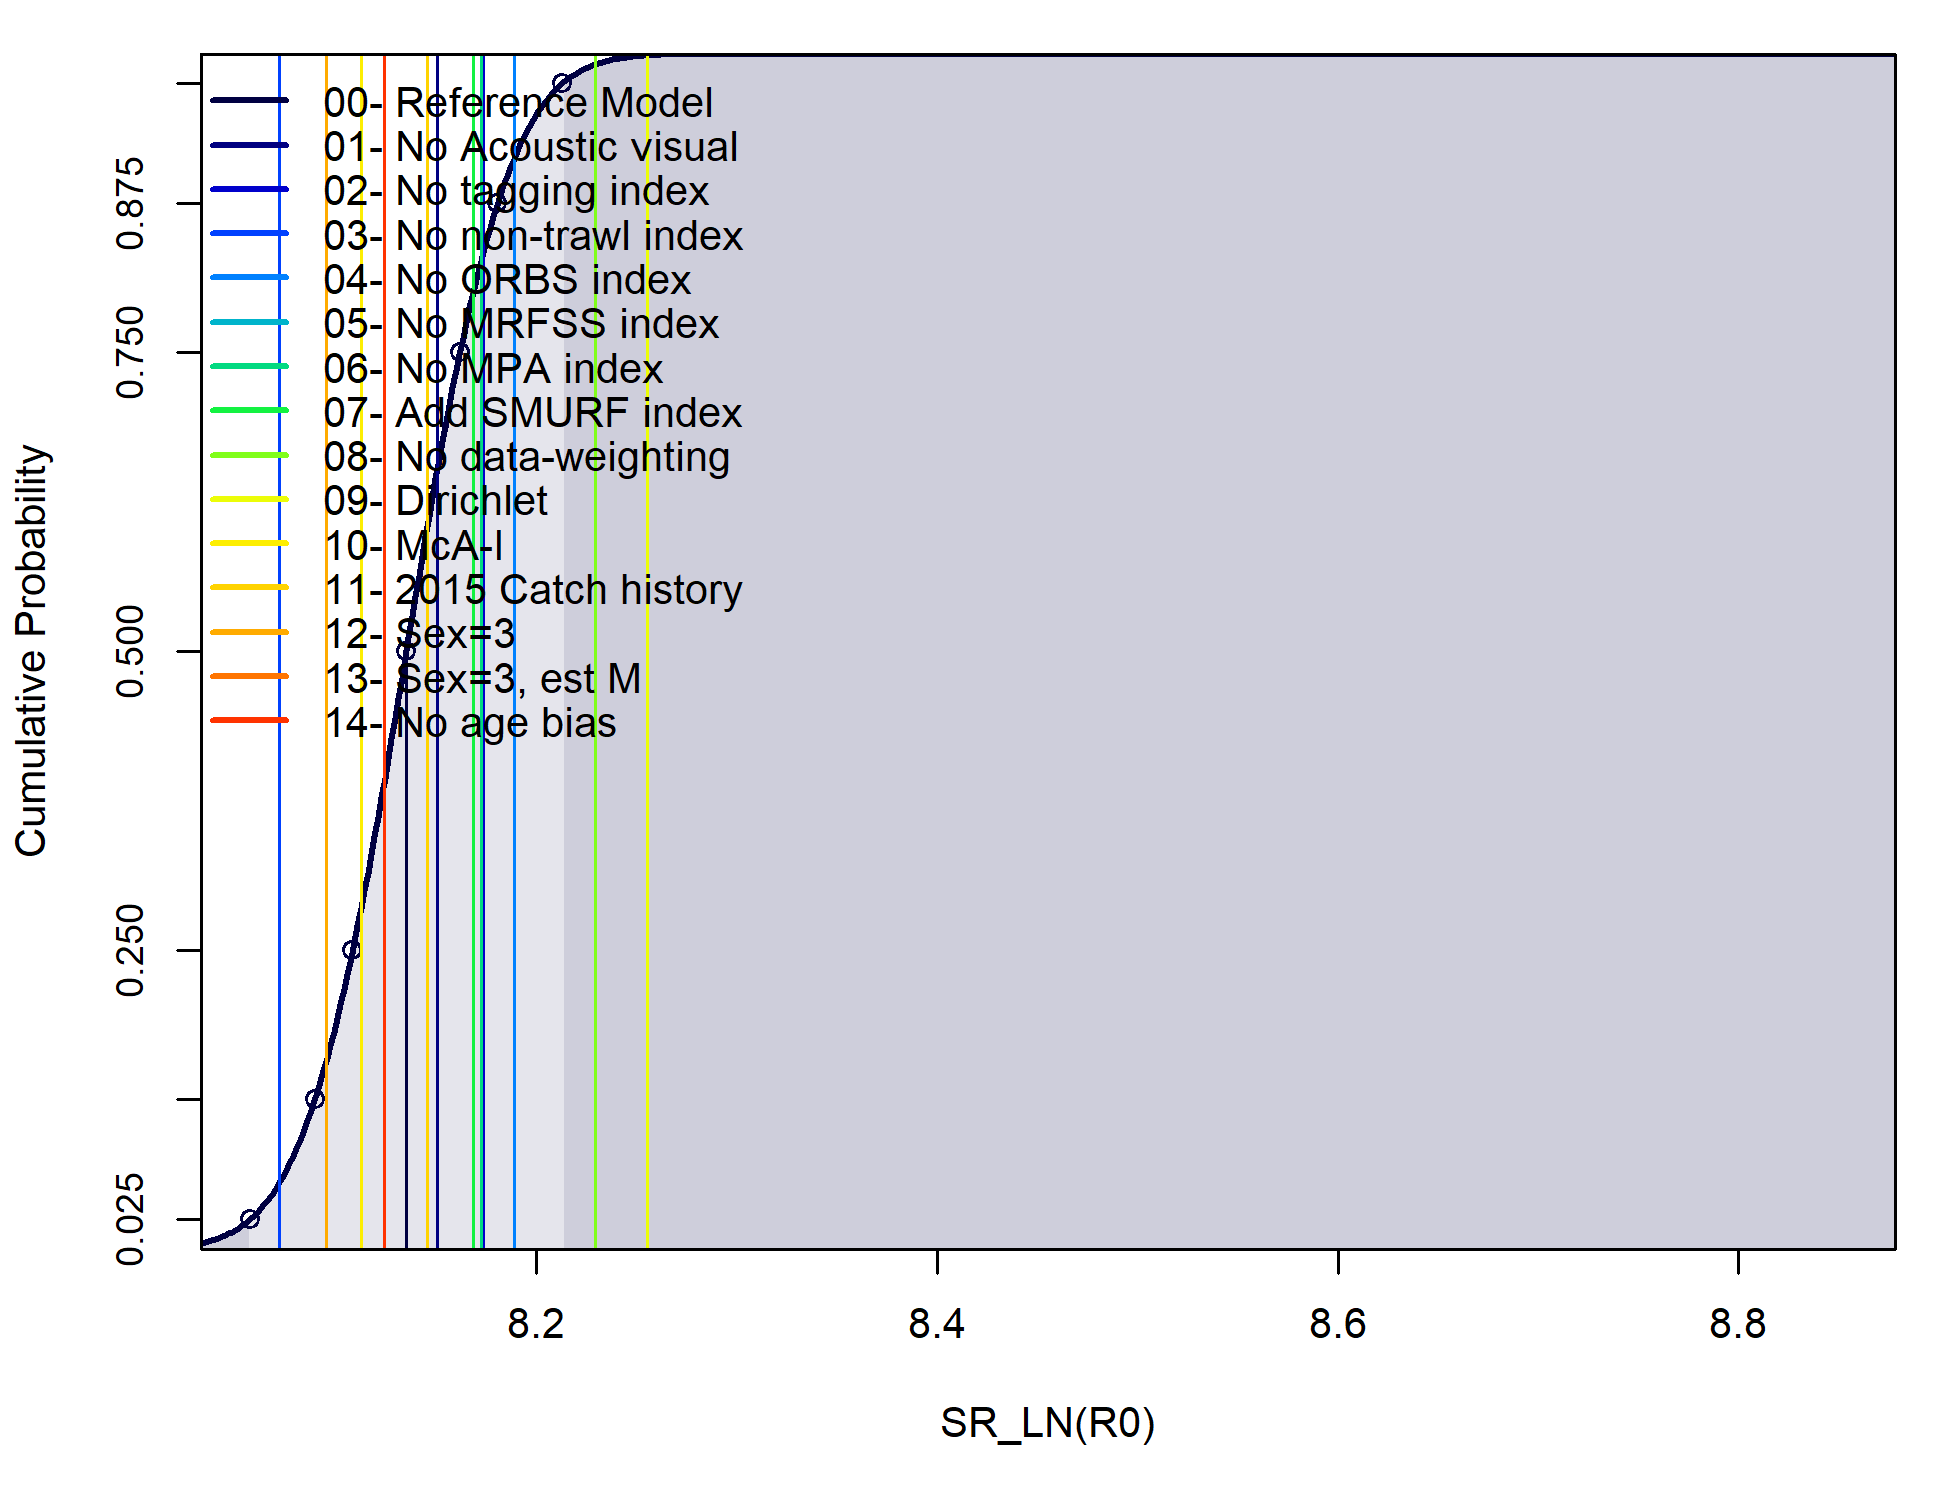 00- Reference Model
01- No Acoustic visual
02- No tagging index
03- No non-trawl index
04- No ORBS index
05- No MRFSS index
06- No MPA index
07- Add SMURF index
08- No data-weighting
09- Dirichlet
10- McA-I
11- 2015 Catch history
12- Sex=3
13- Sex=3, est M
14- No age bias
Cumulative Probability
0.875
0.750
0.500
0.250
0.025
8.2
8.4
8.6
8.8
SR_LN(R0)